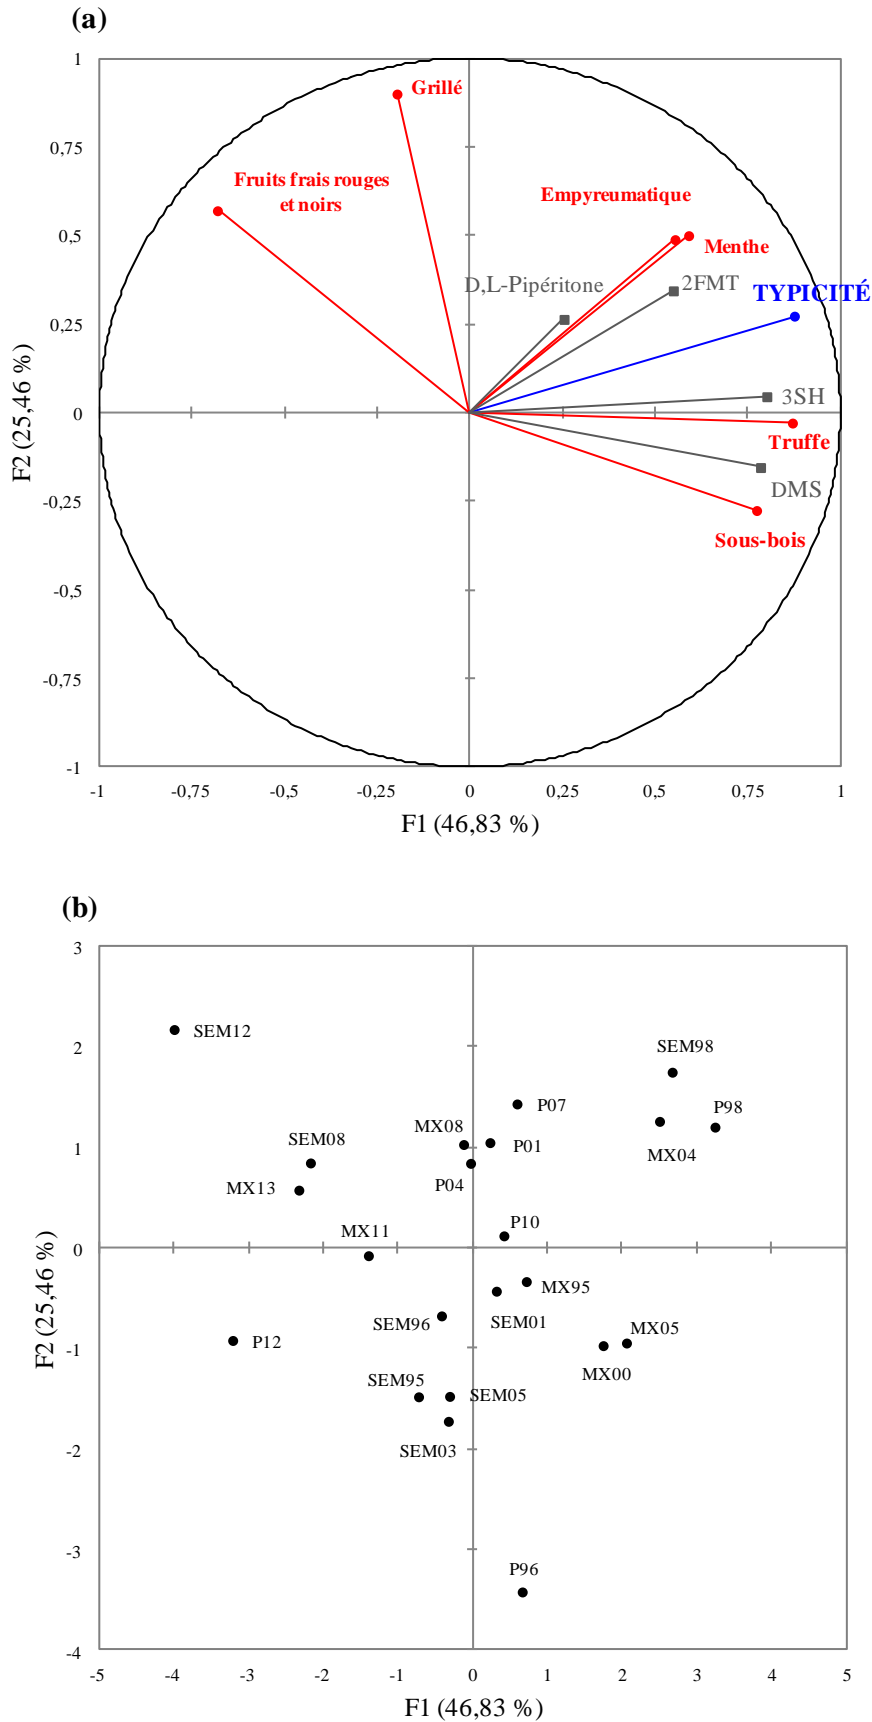 (a)
1
Grillé
0,75
Fruits frais rouges
et noirs
Empyreumatique
0,5
Menthe
D,L-Pipéritone
2FMT
TYPICITÉ
0,25
3SH
0
Truffe
F2 (25,46 %)
DMS
-0,25
Sous-bois
-0,5
-0,75
-1
-1 -0,75 -0,5 -0,25 0 0,25 0,5 0,75 1
F1 (46,83 %)
(b)
3
SEM12
2
SEM98
P07
P98
MX08
P01
SEM08
1
MX04
P04
MX13
MX11
P10
0
MX95
F2 (25,46 %)
SEM96
SEM01
MX05
P12
-1
MX00
SEM95
SEM05
SEM03
-2
-3
P96
-4
-5 -4 -3 -2 -1 0 1 2 3 4 5
F1 (46,83 %)